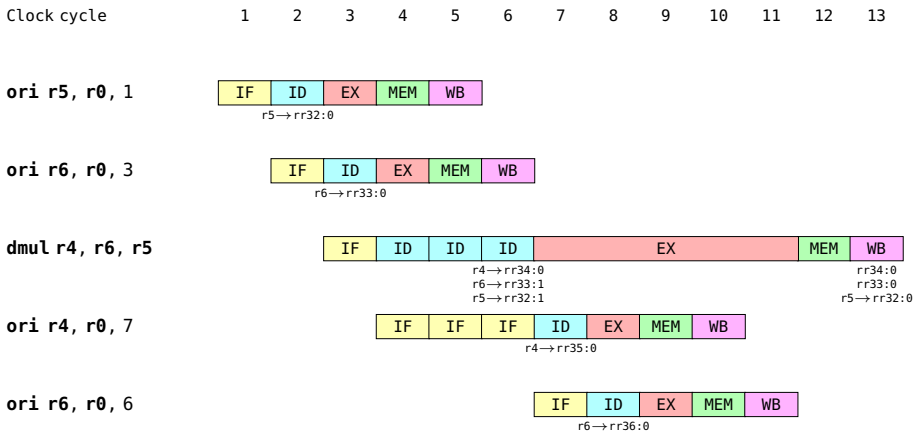 Clock cycle 1 2 3 4 5 6 7 8 9 10 11 12 13
ori r5, r0, 1 IF ID EX MEM WB
r5→rr32:0
ori r6, r0, 3 IF ID EX MEM WB
r6→rr33:0
dmul r4, r6, r5 IF ID ID ID EX MEM WB
r4→rr34:0 rr34:0
r6→rr33:1 rr33:0
r5→rr32:1 r5→rr32:0
ori r4, r0, 7 IF IF IF ID EX MEM WB
r4→rr35:0
ori r6, r0, 6 IF ID EX MEM WB
r6→rr36:0